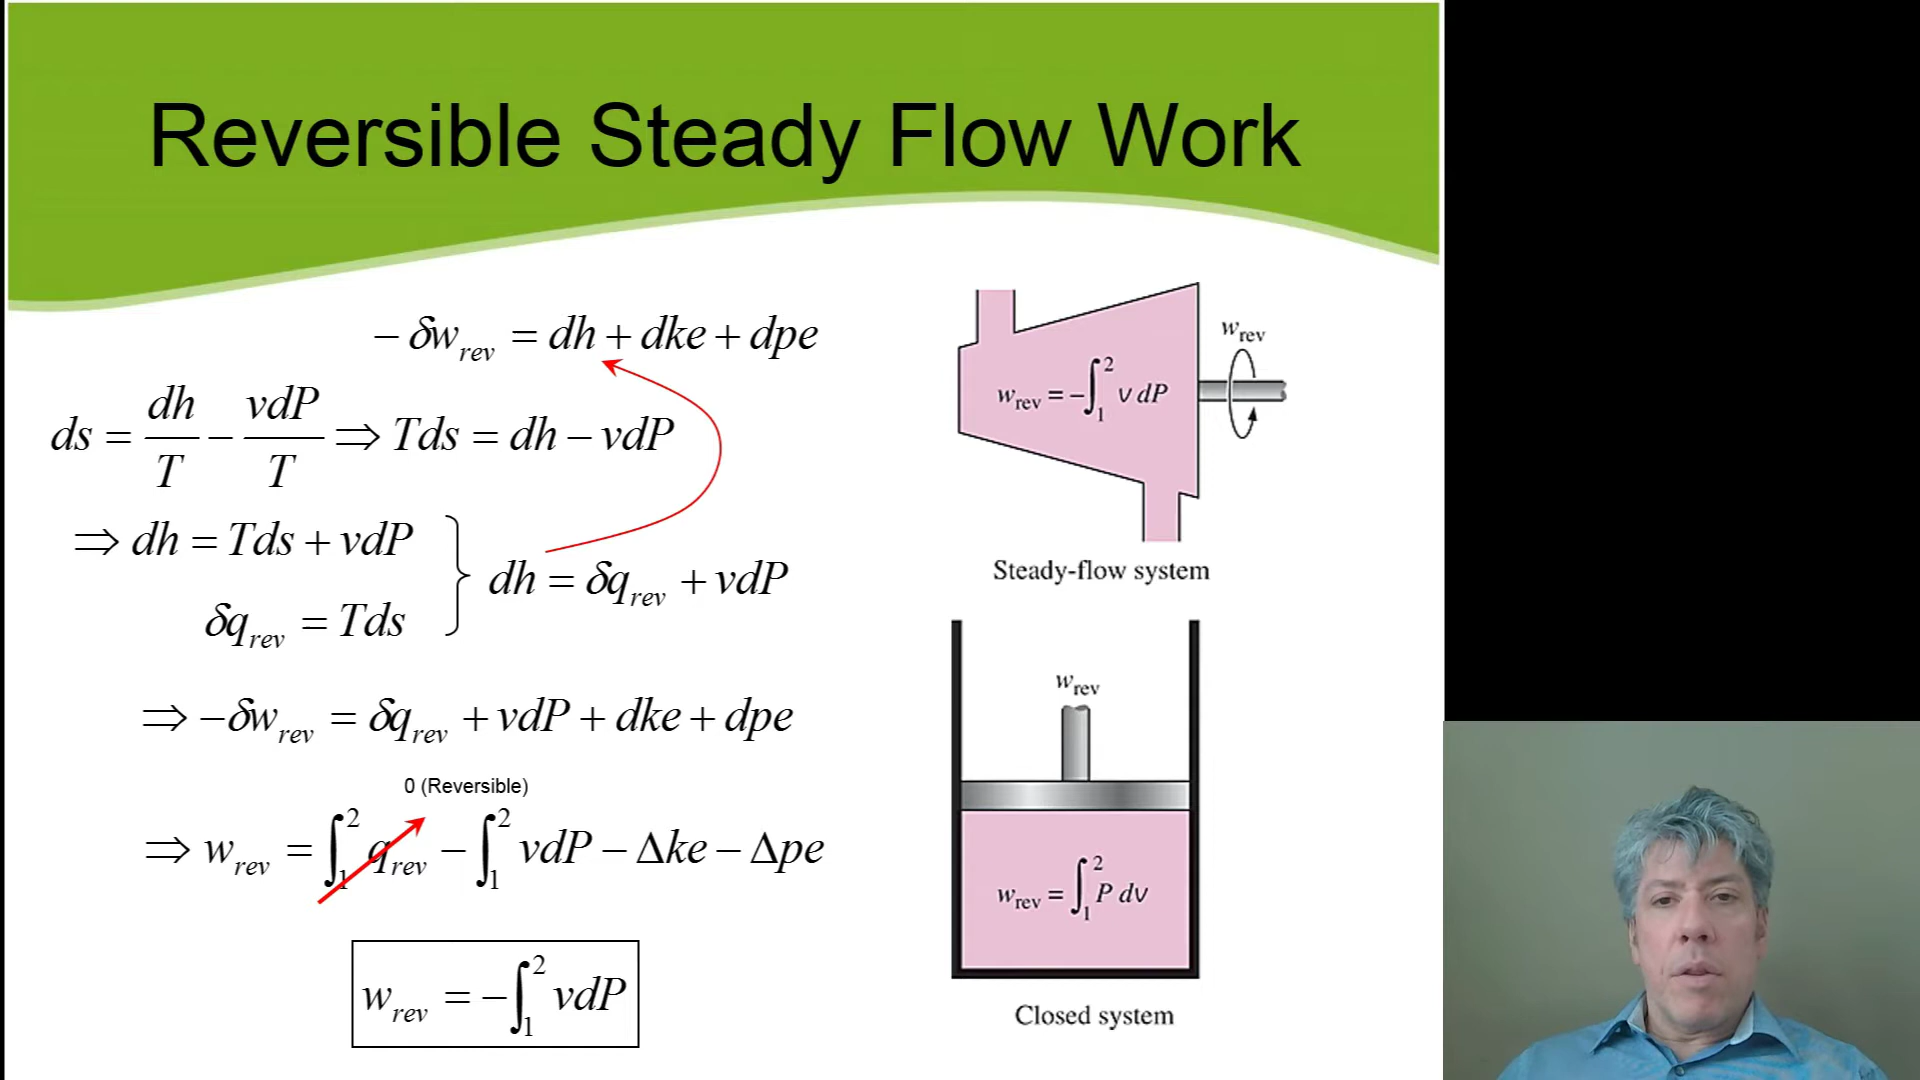 Reversible Steady Flow Work
−δw_rev = dh + dke + dpe
ds = dh/T − vdP/T ⇒ Tds = dh − vdP
⇒ dh = Tds + vdP
δq_rev = Tds
dh = δq_rev + vdP
⇒ −δw_rev = δq_rev + vdP + dke + dpe
0 (Reversible)
⇒ w_rev = ∫₁² q_rev − ∫₁² vdP − Δke − Δpe
w_rev = −∫₁² vdP
w_rev
w_rev = −∫₁² v dP
Steady-flow system
w_rev
w_rev = ∫₁² P dv
Closed system